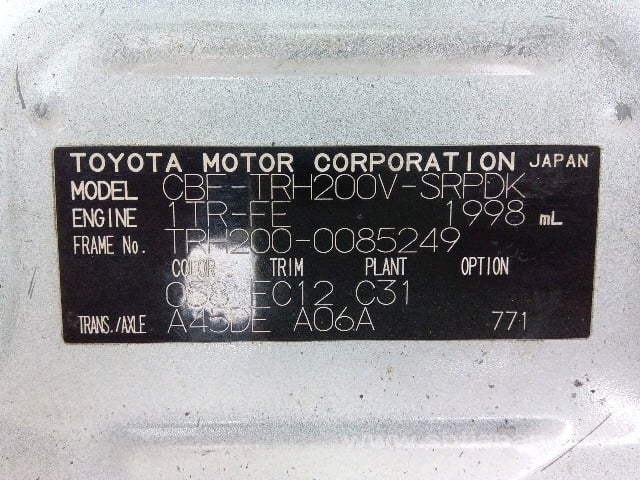 TOYOTA MOTOR CORPORATION JAPAN
MODEL CBF-TRH200V-SRPDK
ENGINE 1TR-FE 1998 mL
FRAME No. TRH200-0085249
COLOR TRIM PLANT OPTION
058 EC12 C31
TRANS./AXLE A45DE A06A 771